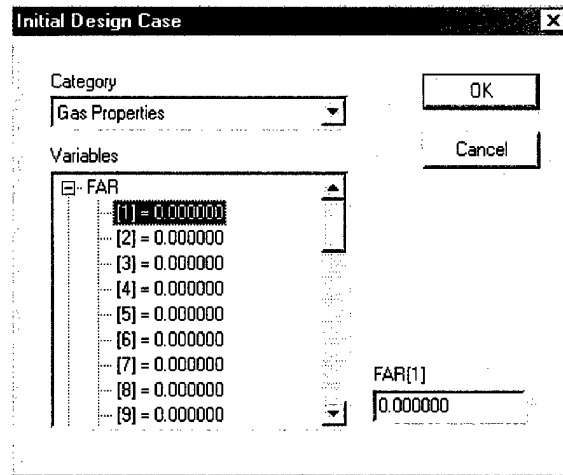 Initial Design Case
Category
Gas Properties
OK
Cancel
Variables
FAR
[1] = 0.000000
[2] = 0.000000
[3] = 0.000000
[4] = 0.000000
[5] = 0.000000
[6] = 0.000000
[7] = 0.000000
[8] = 0.000000
[9] = 0.000000
FAR[1]
0.000000